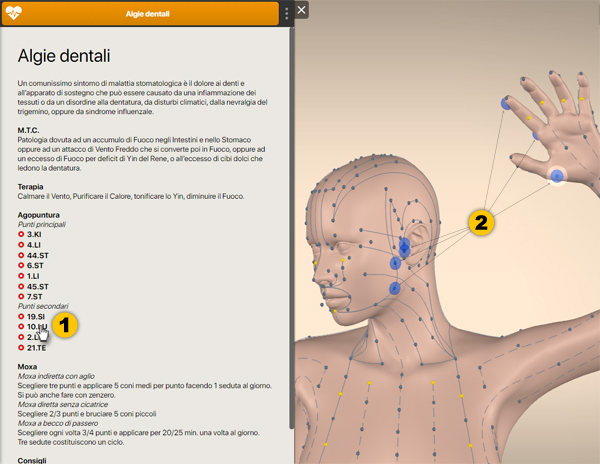 Algie dentali
Algie dentali
Un comunissimo sintomo di malattia stomatologica è il dolore ai denti e
all'apparato di sostegno che può essere causato da una infiammazione dei
tessuti o da un disordine alla dentatura, da disturbi climatici, dalla nevralgia del
trigemino, oppure da sindrome influenzale.
M.T.C.
Patologia dovuta ad un accumulo di Fuoco negli Intestini e nello Stomaco
oppure ad un attacco di Vento Freddo che si converte poi in Fuoco, oppure ad
un eccesso di Fuoco per deficit di Yin del Rene, o all'eccesso di cibi dolci che
ledono la dentatura.
Terapia
Calmare il Vento, Purificare il Calore, tonificare lo Yin, diminuire il Fuoco.
Agopuntura
Punti principali
3.KI
4.LI
44.ST
6.ST
1.LI
45.ST
7.ST
Punti secondari
19.SI
10.LU
1
2.LI
21.TE
Moxa
Moxa indiretta con aglio
Scegliere tre punti e applicare 5 coni medi per punto facendo 1 seduta al giorno.
Si può anche fare con zenzero.
Moxa diretta senza cicatrice
Scegliere 2/3 punti e bruciare 5 coni piccoli
Moxa a becco di passero
Scegliere ogni volta 3/4 punti e applicare per 20/25 min. una volta al giorno.
Tre sedute costituiscono un ciclo.
Consigli
2